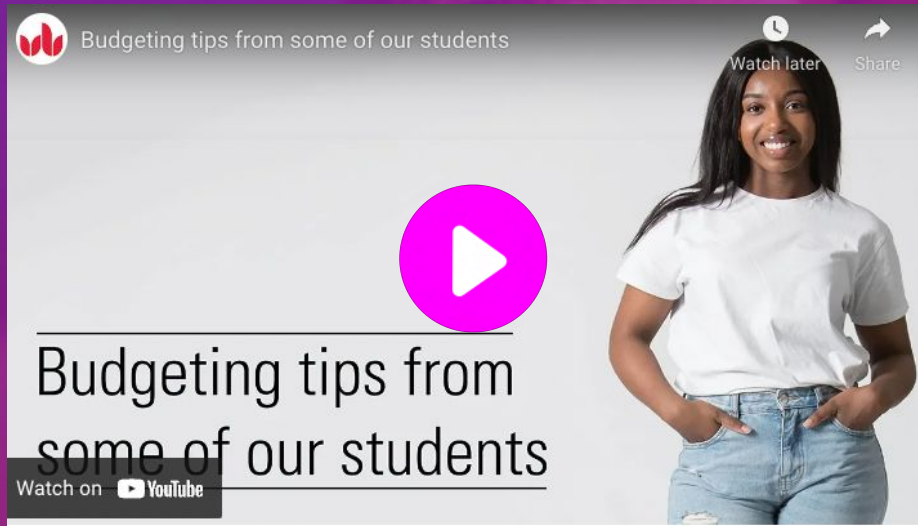 Budgeting tips from some of our students
Watch later
Share
Budgeting tips from
some of our students
Watch on YouTube